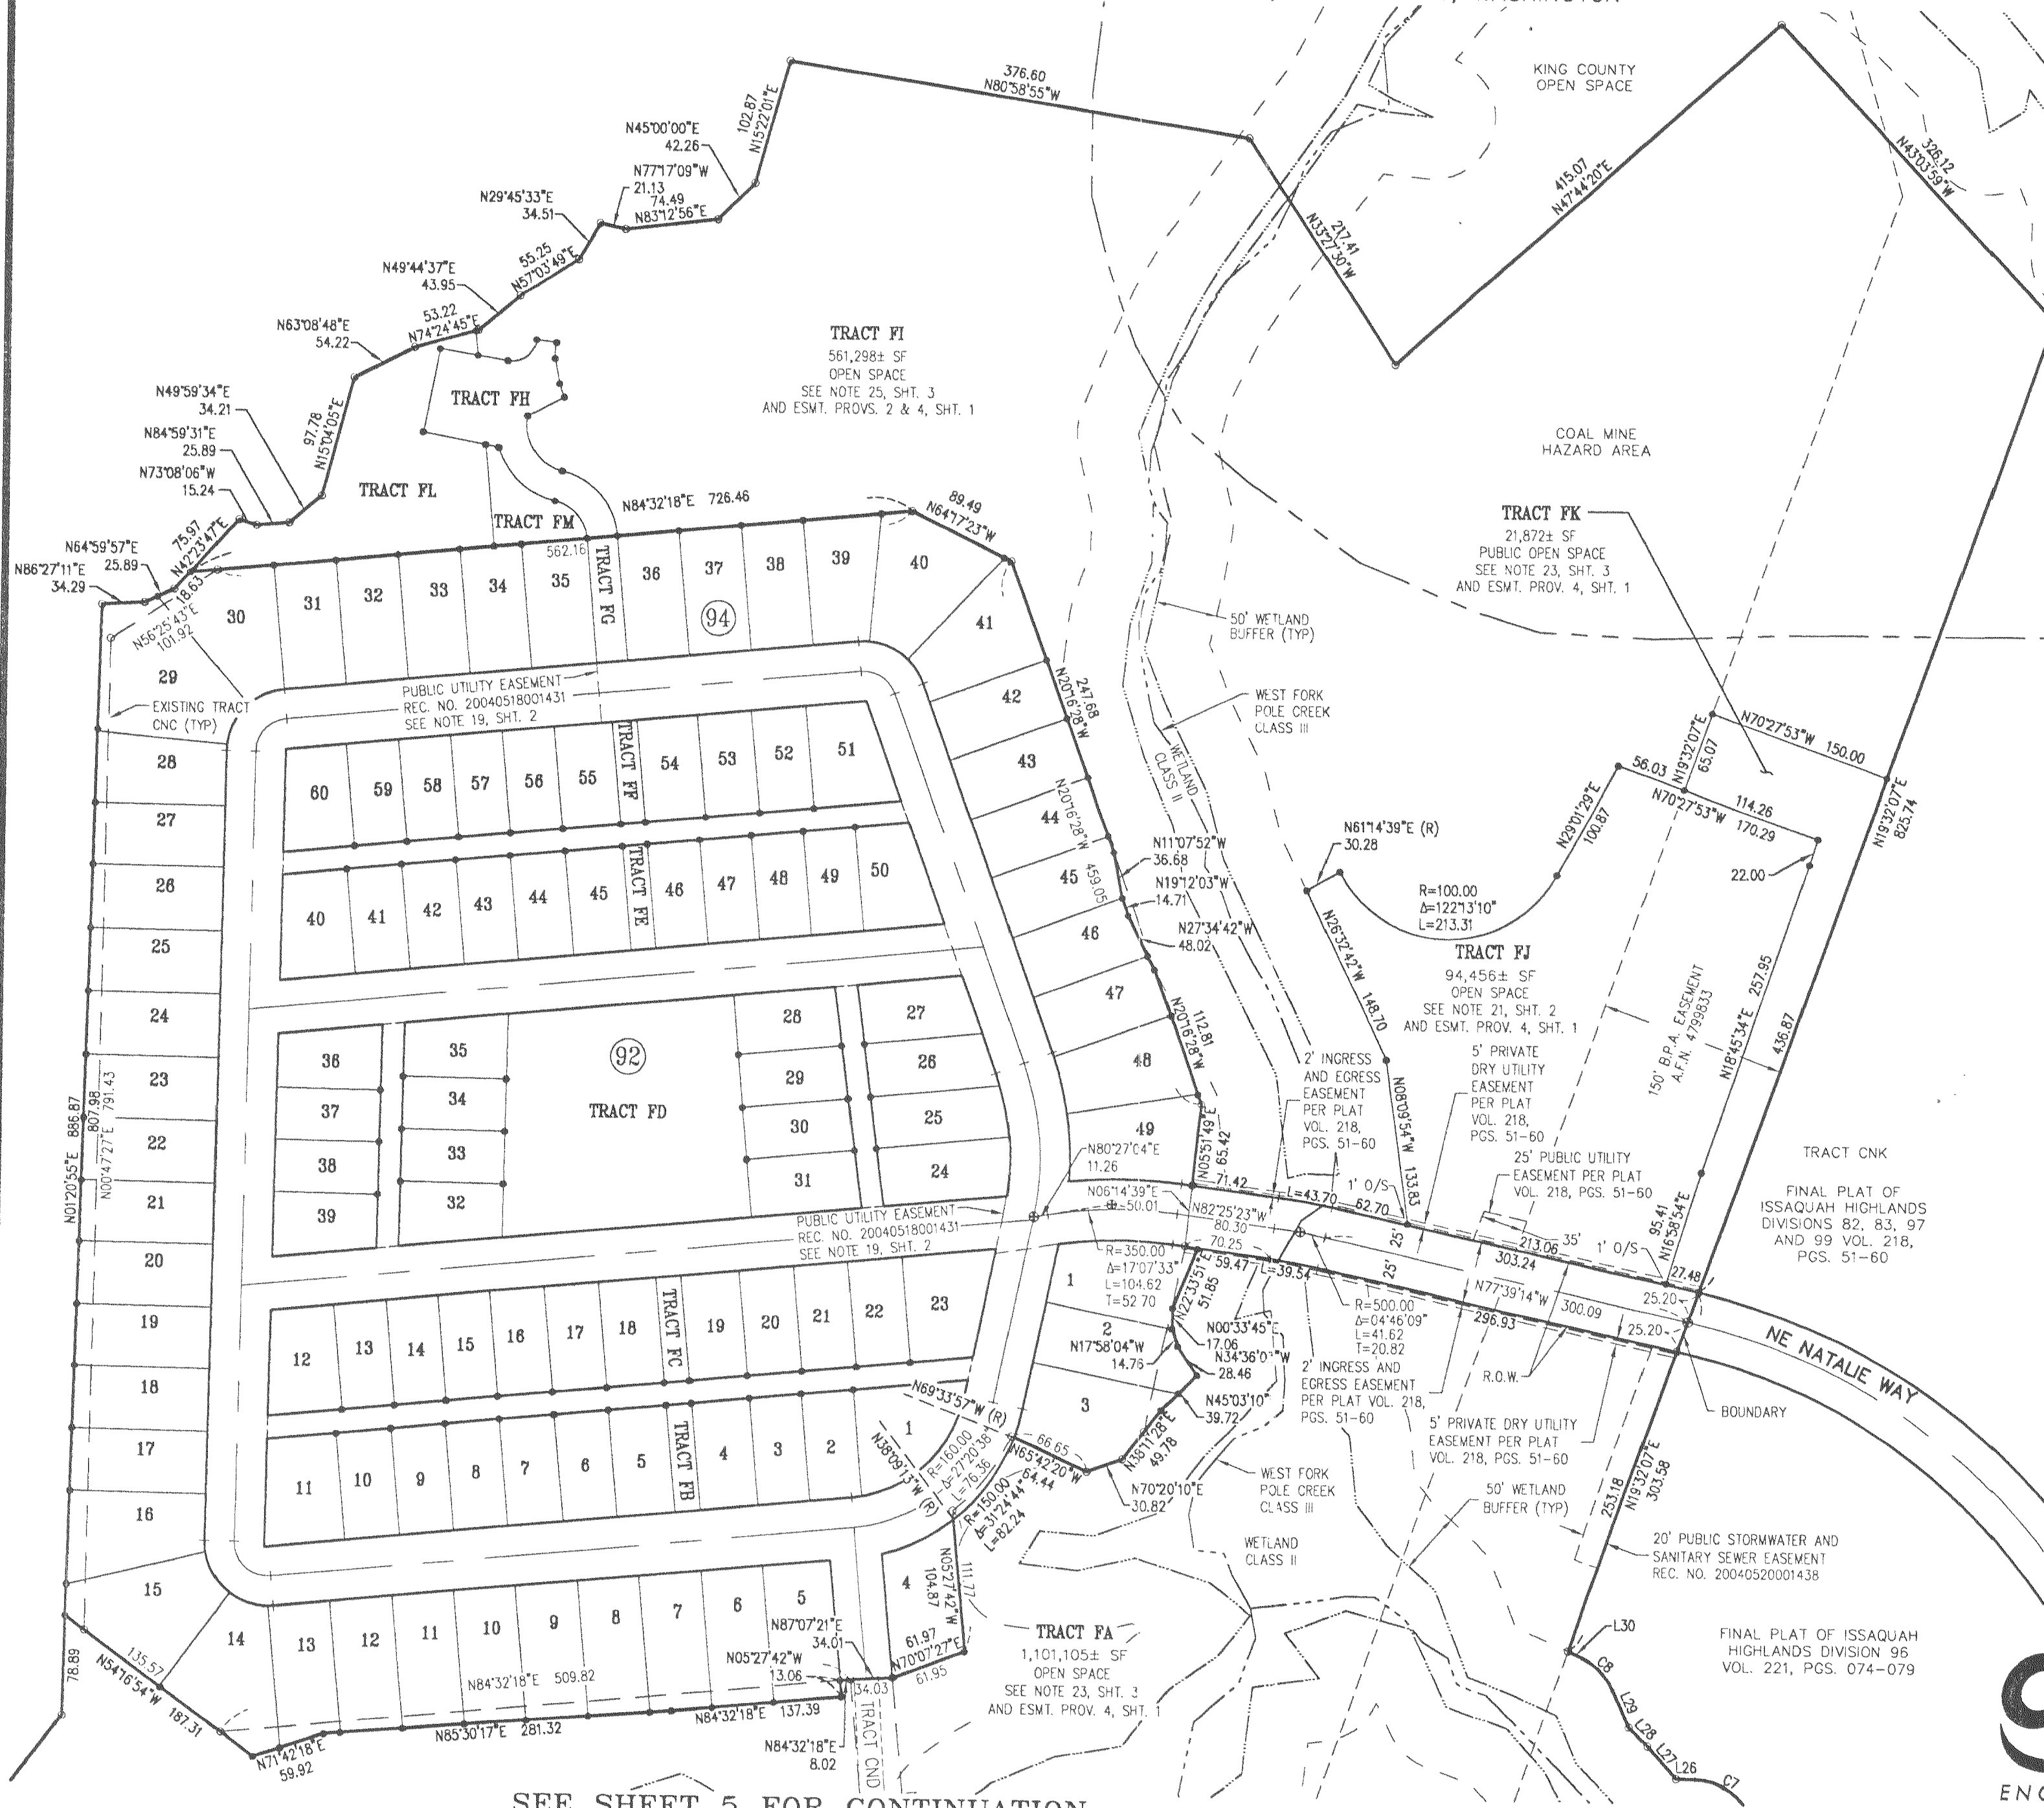 376.60
N80°58'55"W
KING COUNTY
OPEN SPACE
102.87
N15°22'01"E
N45°00'00"E
42.26
N77°17'09"W
21.13
74.49
N83°12'56"E
N29°45'33"E
34.51
55.25
N57°03'49"E
N49°44'37"E
43.95
53.22
N74°24'45"E
N63°08'48"E
54.22
415.07
N47°44'20"E
326.12
N43°03'59"W
217.41
N33°27'30"W
TRACT FI
561,298± SF
OPEN SPACE
SEE NOTE 25, SHT. 3
AND ESMT. PROVS. 2 & 4, SHT. 1
TRACT FH
N49°59'34"E
34.21
97.78
N15°04'05"E
N84°59'31"E
25.89
N73°08'06"W
15.24
TRACT FL
TRACT FM
N84°32'18"E 726.46
562.16
89.49
N64°17'23"W
COAL MINE
HAZARD AREA
TRACT FK
21,872± SF
PUBLIC OPEN SPACE
SEE NOTE 23, SHT. 3
AND ESMT. PROV. 4, SHT. 1
75.97
N42°23'47"E
N64°59'57"E
25.89
N86°27'11"E
34.29
18.63
N56°25'43"E
101.92
30
31
32
33
34
35
TRACT FG
36
37
38
39
40
94
41
29
EXISTING TRACT
CNC (TYP)
PUBLIC UTILITY EASEMENT
REC. NO. 20040518001431
SEE NOTE 19, SHT. 2
50' WETLAND
BUFFER (TYP)
WEST FORK
POLE CREEK
CLASS III
WETLAND
CLASS II
42
247.68
N20°16'28"W
43
28
60
59
58
57
56
55
TRACT FF
54
53
52
51
27
44
N20°16'28"W 459.05
N11°07'52"W
36.68
N19°12'03"W
14.71
N27°34'42"W
48.02
45
46
26
40
41
42
43
44
45
TRACT FE
46
47
48
49
50
25
47
N20°16'28"W
112.81
48
N61°14'39"E (R)
30.28
R=100.00
Δ=122°13'10"
L=213.31
N29°01'29"E
100.87
56.03
N19°32'07"E
65.07
N70°27'53"W 150.00
114.26
N70°27'53"W 170.29
22.00
N19°32'07"E
825.74
N26°32'42"W 148.70
TRACT FJ
94,456± SF
OPEN SPACE
SEE NOTE 21, SHT. 2
AND ESMT. PROV. 4, SHT. 1
150' B.P.A. EASEMENT
A.F.N. 4799833
N18°45'34"E 257.95
436.87
24
36
35
92
TRACT FD
28
27
23
37
34
29
26
22
38
33
30
25
21
39
32
31
24
N01°20'55"E 886.87
807.98
N00°47'27"E 791.43
49
N05°51'49"E
65.42
2' INGRESS
AND EGRESS
EASEMENT
PER PLAT
VOL. 218,
PGS. 51-60
5' PRIVATE
DRY UTILITY
EASEMENT
PER PLAT
VOL. 218,
PGS. 51-60
N08°09'54"W 133.83
25' PUBLIC UTILITY
EASEMENT PER PLAT
VOL. 218, PGS. 51-60
TRACT CNK
FINAL PLAT OF
ISSAQUAH HIGHLANDS
DIVISIONS 82, 83, 97
AND 99 VOL. 218,
PGS. 51-60
N80°27'04"E
11.26
N06°14'39"E
50.01
71.42
L=43.70
62.70
1' O/S
N82°25'23"W
80.30
70.25
59.47
L=39.54
25'
25'
213.06
303.24
35'
1' O/S
95.41
N16°58'54"E
27.48
25.20
25.20
N77°39'14"W 300.09
296.93
R.O.W.
NE NATALIE WAY
BOUNDARY
PUBLIC UTILITY EASEMENT
REC. NO. 20040518001431
SEE NOTE 19, SHT. 2
R=350.00
Δ=17°07'33"
L=104.62
T=52.70
R=500.00
Δ=04°46'09"
L=41.62
T=20.82
N22°33'51"E
51.85
N00°33'45"E
17.06
N17°58'04"W
14.76
28.46
N45°03'10"
39.72
N38°11'28"E
49.78
N70°20'10"E
30.82
2' INGRESS AND
EGRESS EASEMENT
PER PLAT VOL. 218,
PGS. 51-60
5' PRIVATE DRY UTILITY
EASEMENT PER PLAT
VOL. 218, PGS. 51-60
20
19
12
13
14
15
16
17
18
TRACT FC
19
20
21
22
23
1
2
3
18
17
16
11
10
9
8
7
6
5
TRACT FB
4
3
2
1
N69°33'57"W (R)
N38°09'13"W (R)
R=160.00
Δ=27°20'38"
L=76.36
R=150.00
Δ=31°24'44"
L=82.24
66.65
N65°42'20"W
64.44
WEST FORK
POLE CREEK
CLASS III
WETLAND
CLASS II
50' WETLAND
BUFFER (TYP)
253.18
N19°32'07"E
303.58
20' PUBLIC STORMWATER AND
SANITARY SEWER EASEMENT
REC. NO. 20040520001438
15
14
13
12
11
10
9
8
7
6
5
4
N05°27'42"W
104.87
111.77
N87°07'21"E
34.01
N05°27'42"W
13.06
61.97
N70°07'27"E
61.95
34.03
TRACT FA
1,101,105± SF
OPEN SPACE
SEE NOTE 23, SHT. 3
AND ESMT. PROV. 4, SHT. 1
L30
C8
L29
L28
L27
L26
C7
FINAL PLAT OF ISSAQUAH
HIGHLANDS DIVISION 96
VOL. 221, PGS. 074-079
78.89
135.57
N54°16'54"W
187.31
N84°32'18"E 509.82
N71°42'18"E
59.92
N85°30'17"E 281.32
N84°32'18"E 137.39
N84°32'18"E
8.02
TRACT CND
SEE SHEET 5 FOR CONTINUATION